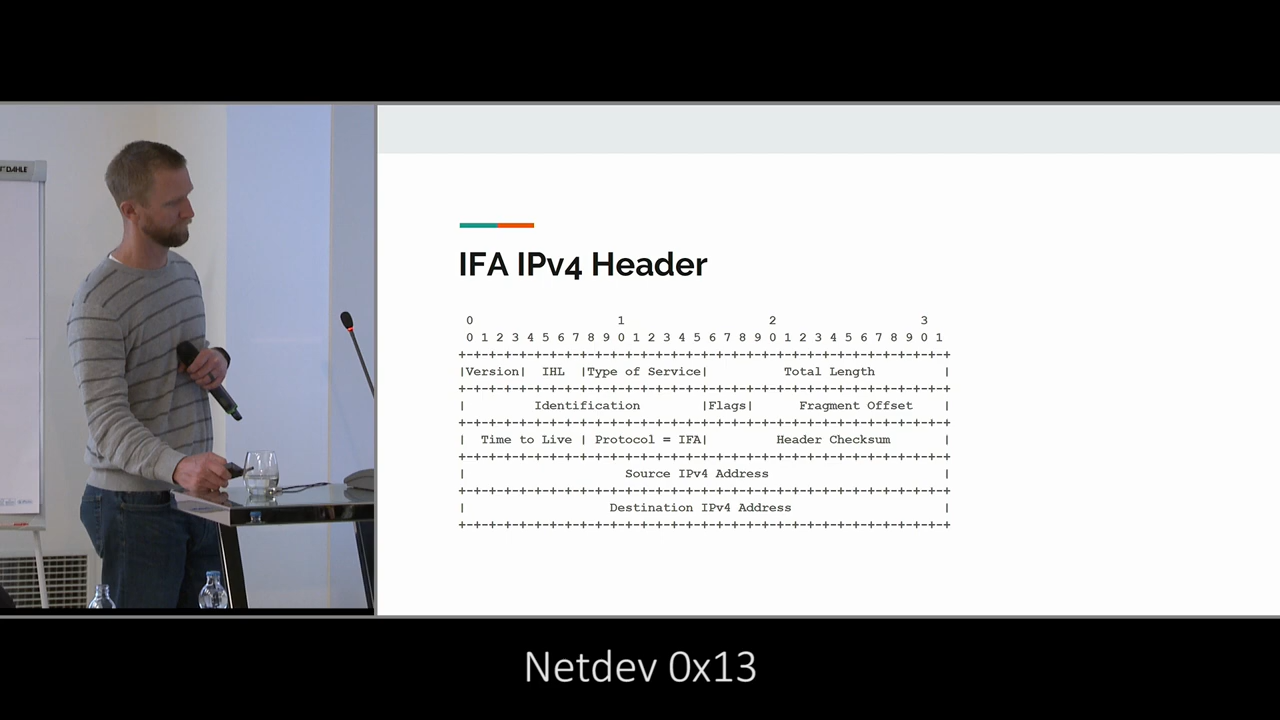 DAHLE
IFA IPv4 Header
0 1 2 3
0 1 2 3 4 5 6 7 8 9 0 1 2 3 4 5 6 7 8 9 0 1 2 3 4 5 6 7 8 9 0 1
+-+-+-+-+-+-+-+-+-+-+-+-+-+-+-+-+-+-+-+-+-+-+-+-+-+-+-+-+-+-+-+-+
|Version| IHL |Type of Service| Total Length |
+-+-+-+-+-+-+-+-+-+-+-+-+-+-+-+-+-+-+-+-+-+-+-+-+-+-+-+-+-+-+-+-+
| Identification |Flags| Fragment Offset |
+-+-+-+-+-+-+-+-+-+-+-+-+-+-+-+-+-+-+-+-+-+-+-+-+-+-+-+-+-+-+-+-+
| Time to Live | Protocol = IFA| Header Checksum |
+-+-+-+-+-+-+-+-+-+-+-+-+-+-+-+-+-+-+-+-+-+-+-+-+-+-+-+-+-+-+-+-+
| Source IPv4 Address |
+-+-+-+-+-+-+-+-+-+-+-+-+-+-+-+-+-+-+-+-+-+-+-+-+-+-+-+-+-+-+-+-+
| Destination IPv4 Address |
+-+-+-+-+-+-+-+-+-+-+-+-+-+-+-+-+-+-+-+-+-+-+-+-+-+-+-+-+-+-+-+-+
Netdev 0x13